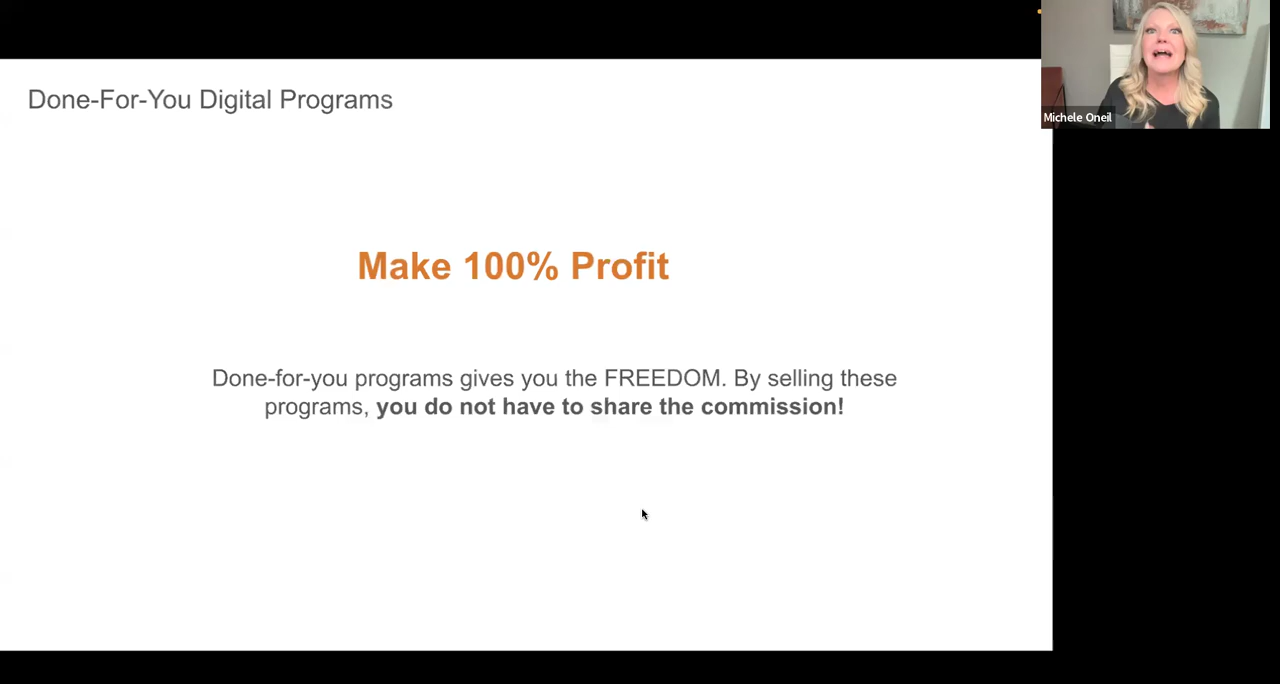 Done-For-You Digital Programs
Michele Oneil
Make 100% Profit
Done-for-you programs gives you the FREEDOM. By selling these
programs, you do not have to share the commission!